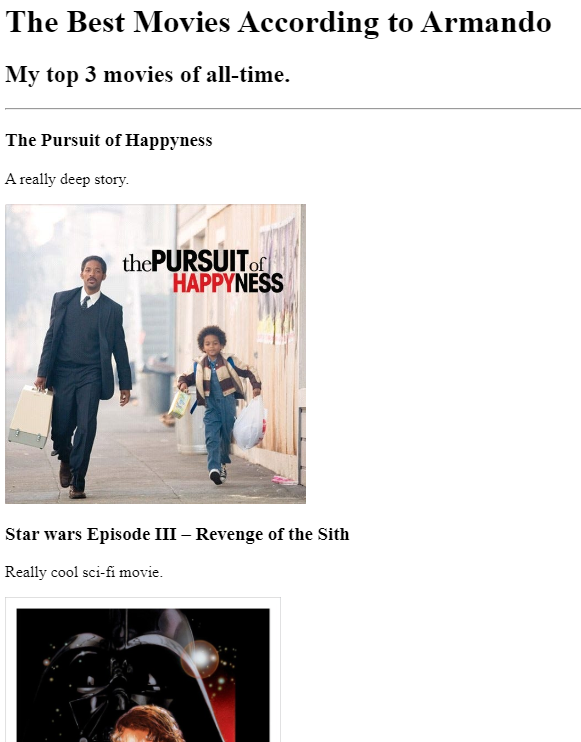 The Best Movies According to Armando
My top 3 movies of all-time.
The Pursuit of Happyness
A really deep story.
the PURSUIT of
HAPPYNESS
Star wars Episode III – Revenge of the Sith
Really cool sci-fi movie.